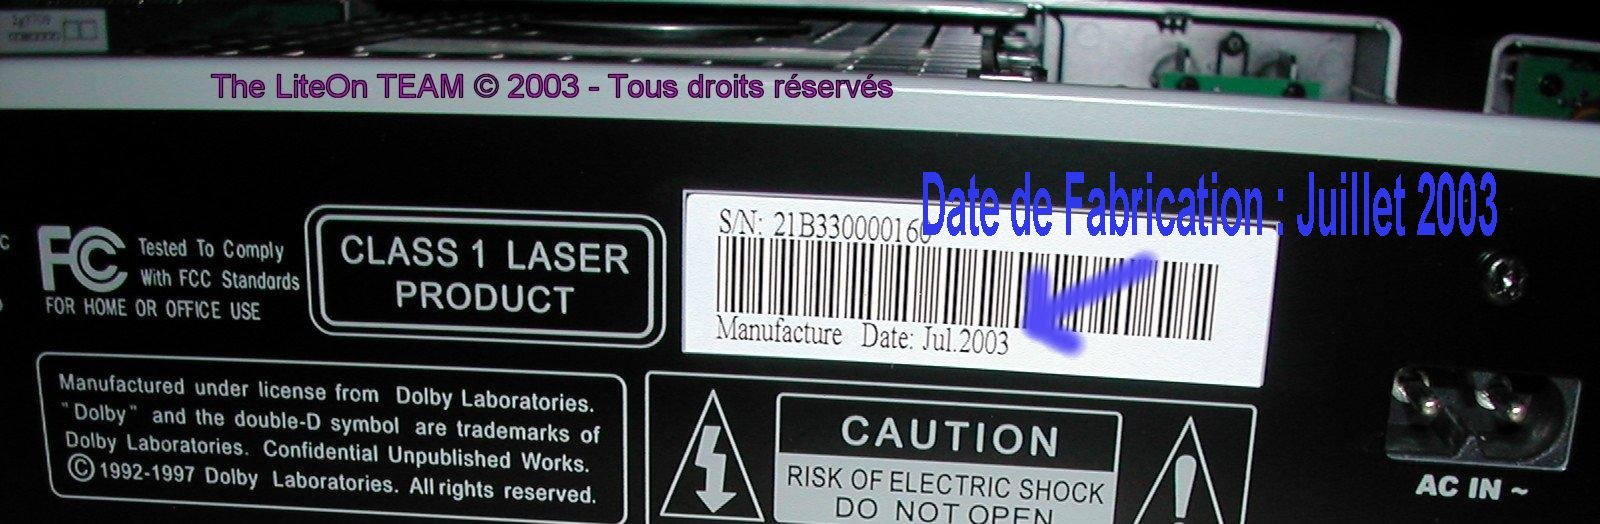 The LiteOn TEAM © 2003 - Tous droits réservés
Date de Fabrication : Juillet 2003
S/N: 21B330000160
Manufacture Date: Jul.2003
FC Tested To Comply
With FCC Standards
FOR HOME OR OFFICE USE
CLASS 1 LASER
PRODUCT
Manufactured under license from Dolby Laboratories.
"Dolby" and the double-D symbol are trademarks of
Dolby Laboratories. Confidential Unpublished Works.
© 1992-1997 Dolby Laboratories. All rights reserved.
CAUTION
RISK OF ELECTRIC SHOCK
DO NOT OPEN
!
AC IN ~